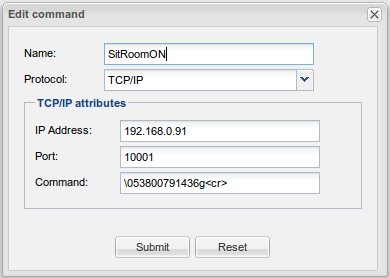 Edit command
Name: SitRoomON
Protocol: TCP/IP
TCP/IP attributes
IP Address: 192.168.0.91
Port: 10001
Command: \053800791436g<cr>
Submit Reset